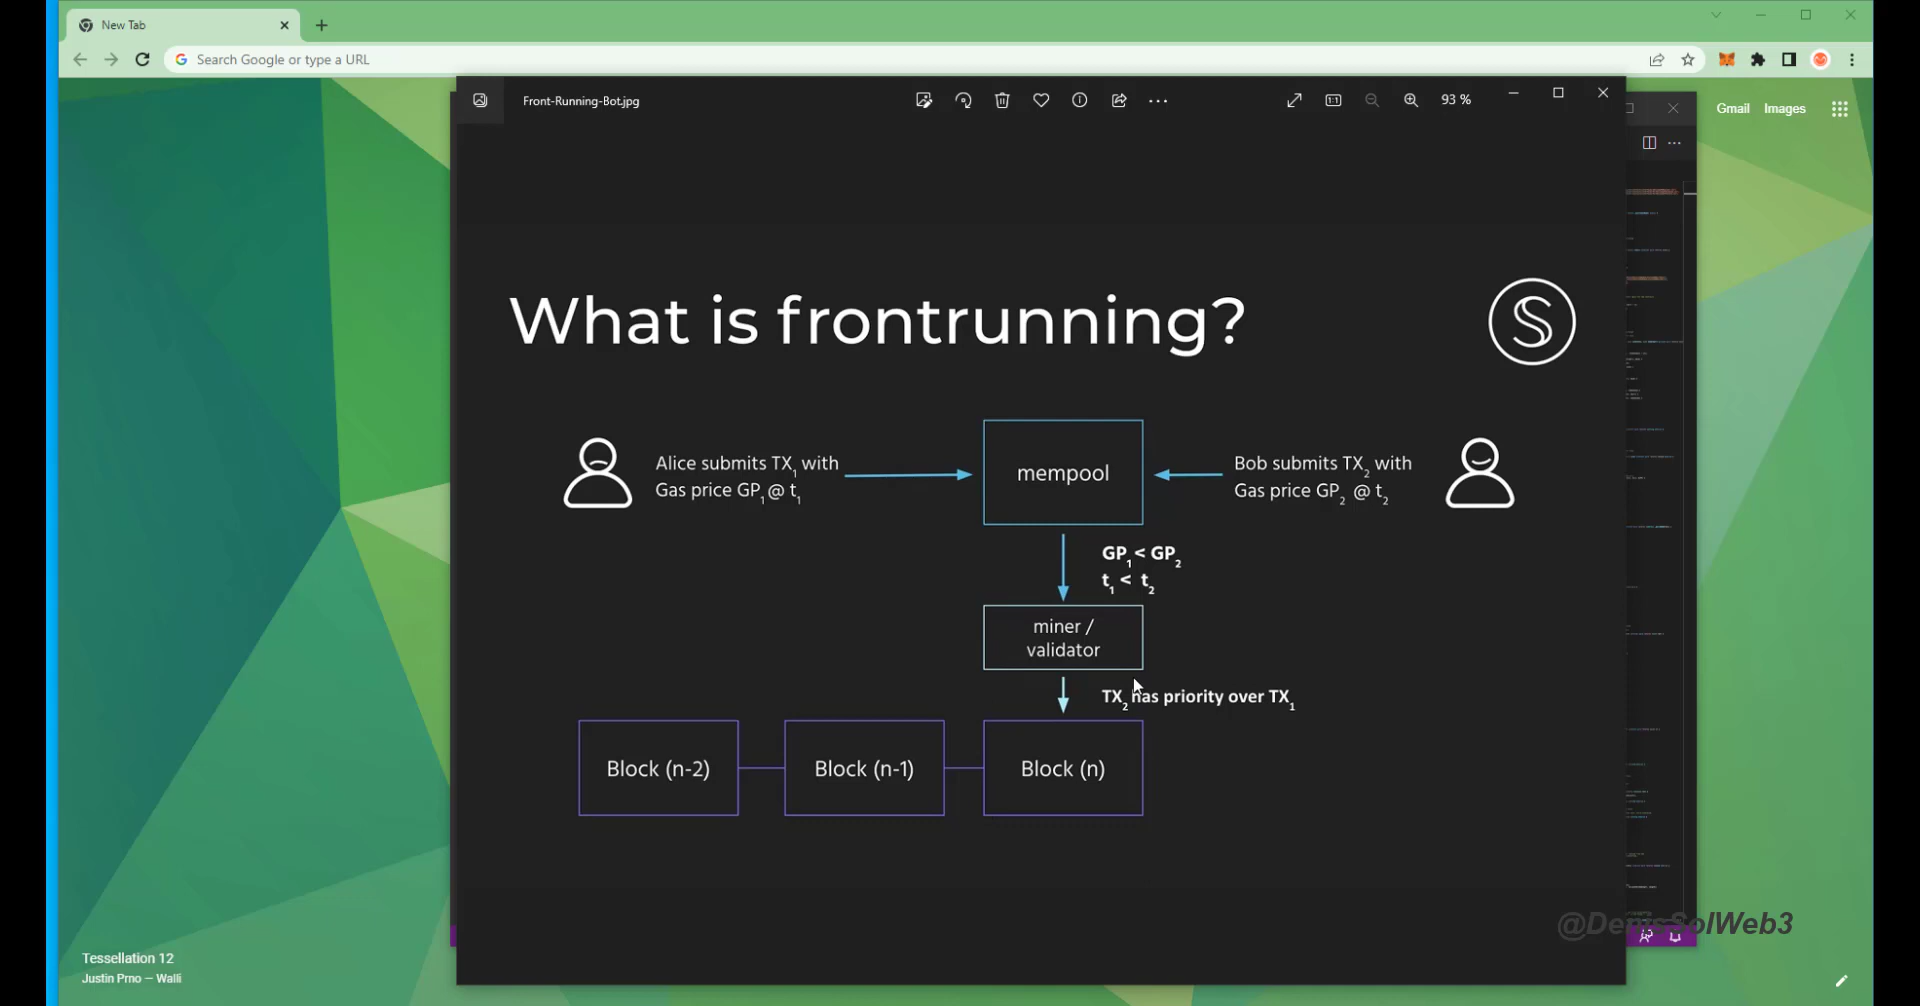 New Tab
Search Google or type a URL
Front-Running-Bot.jpg
93 %
Gmail Images
What is frontrunning?
Alice submits TX1 with
Gas price GP1 @ t1
mempool
Bob submits TX2 with
Gas price GP2 @ t2
GP1 < GP2
t1 < t2
miner /
validator
TX2 has priority over TX1
Block (n-2)
Block (n-1)
Block (n)
@DenisSolWeb3
Tessellation 12
Justin Prno — Walli